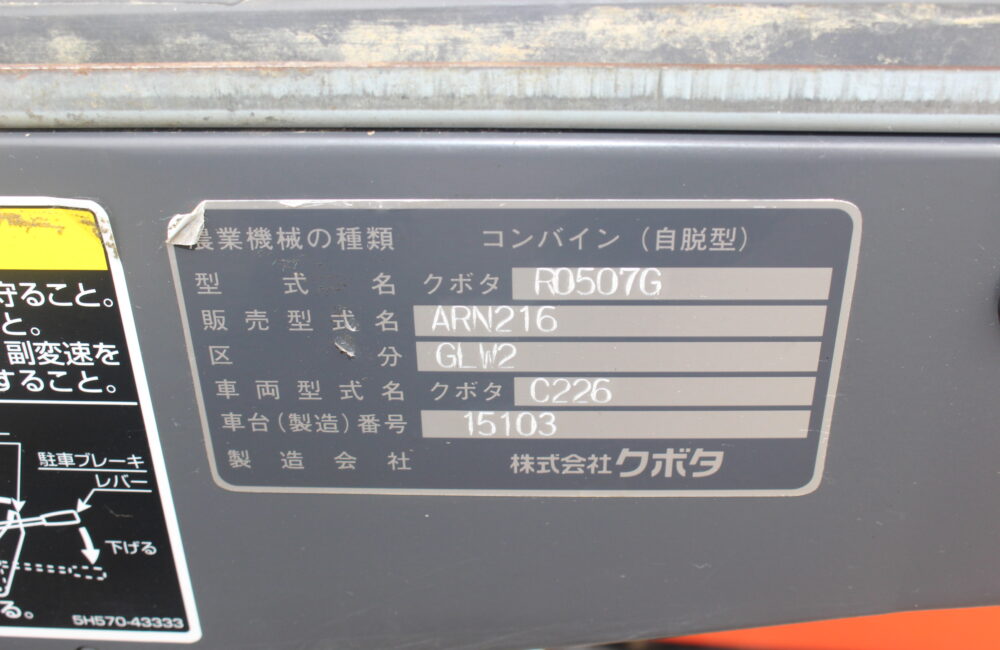 農業機械の種類 コンバイン（自脱型）
型式名 クボタ RO507G
販売型式名 ARN216
区分 GLW2
車両型式名 クボタ C226
車台（製造）番号 15103
製造会社 株式会社クボタ
守ること。
と。
副変速を
すること。
駐車ブレーキ
レバー
下げる
る。
5H570-43333